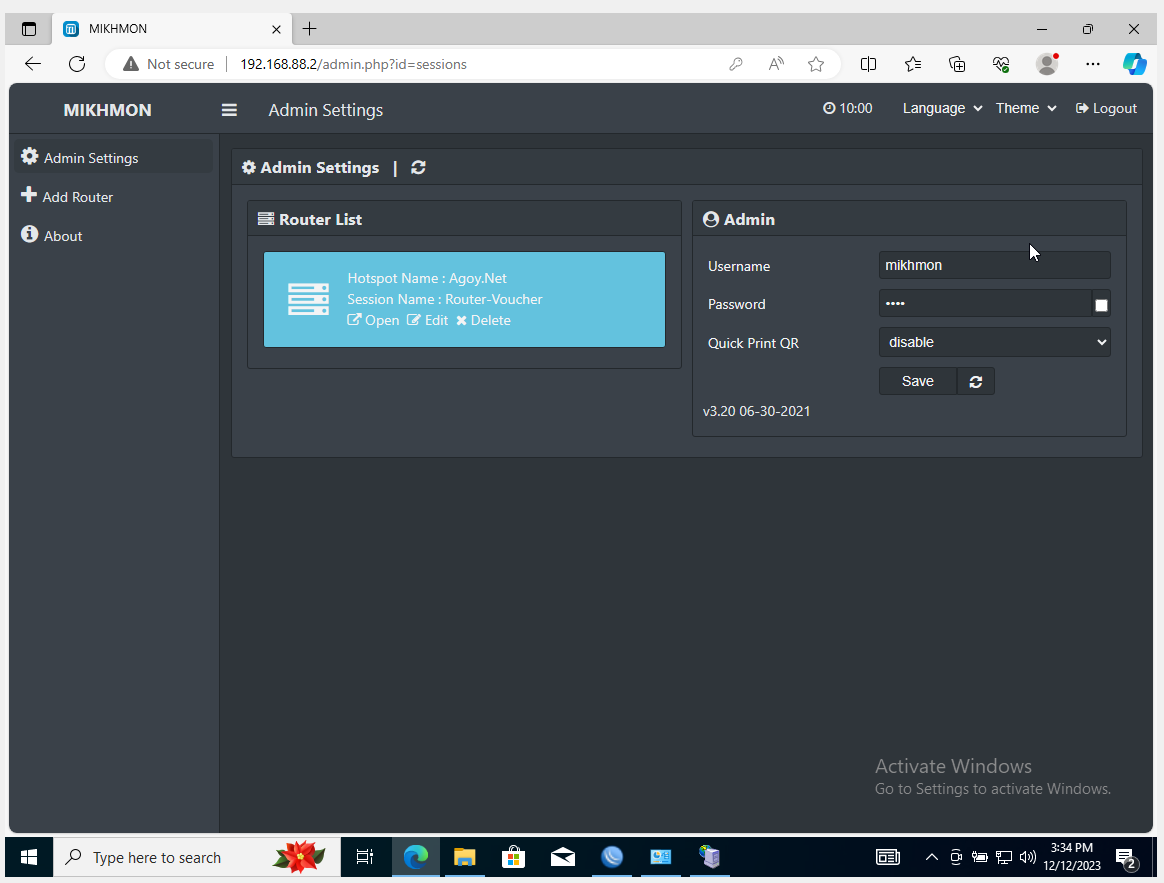 MIKHMON
Not secure
192.168.88.2/admin.php?id=sessions
MIKHMON
Admin Settings
10:00
Language
Theme
Logout
Admin Settings
Add Router
About
Admin Settings |
Router List
Hotspot Name : Agoy.Net
Session Name : Router-Voucher
Open Edit Delete
Admin
Username
mikhmon
Password
••••
Quick Print QR
disable
Save
v3.20 06-30-2021
Activate Windows
Go to Settings to activate Windows.
Type here to search
3:34 PM
12/12/2023
2